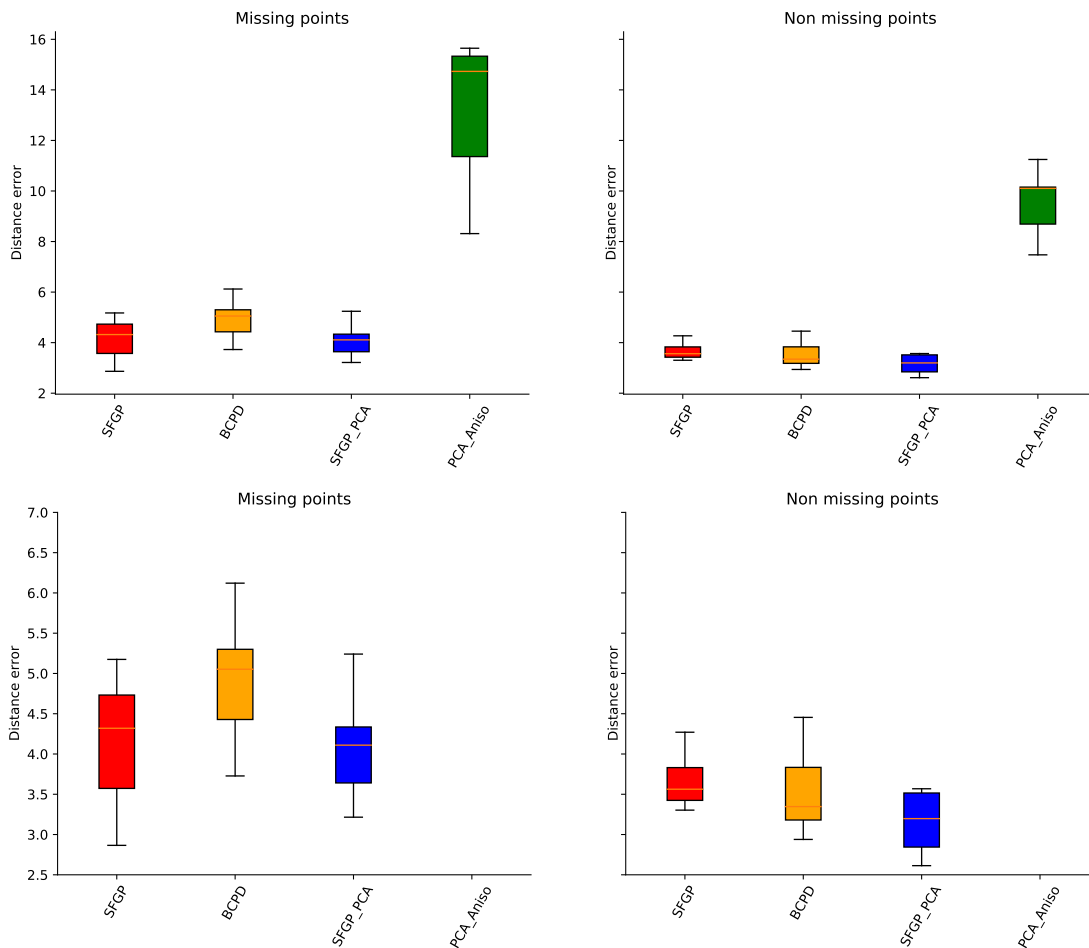 Missing points
Non missing points
16
14
12
10
8
6
4
2
Distance error
Distance error
SFGP
BCPD
SFGP_PCA
PCA_Aniso
SFGP
BCPD
SFGP_PCA
PCA_Aniso
Missing points
Non missing points
7.0
6.5
6.0
5.5
5.0
4.5
4.0
3.5
3.0
2.5
Distance error
Distance error
SFGP
BCPD
SFGP_PCA
PCA_Aniso
SFGP
BCPD
SFGP_PCA
PCA_Aniso